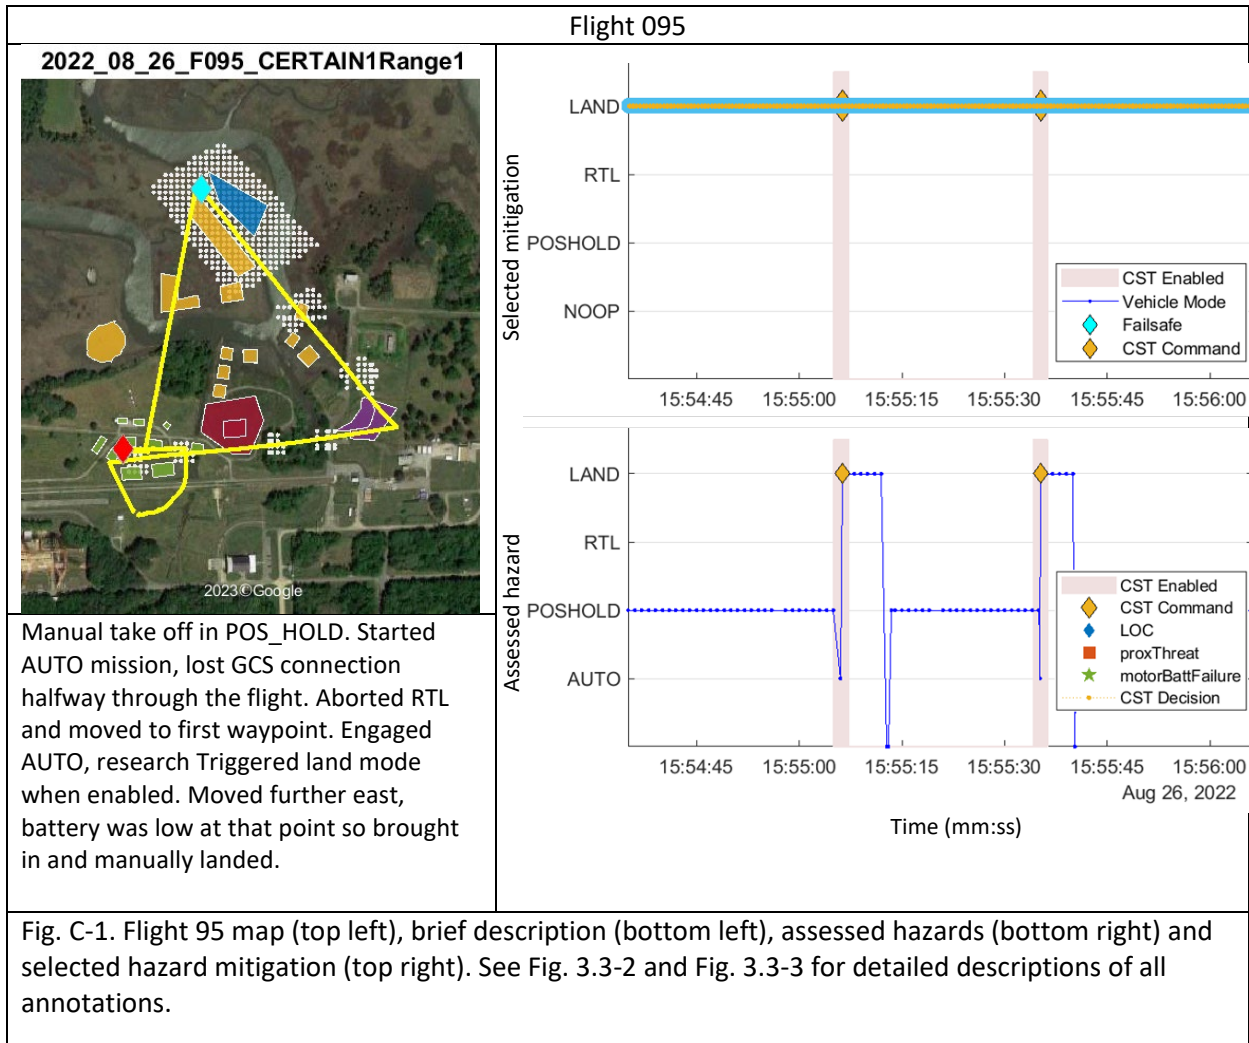 Flight 095
2022_08_26_F095_CERTAIN1Range1
2023©Google
Manual take off in POS_HOLD. Started
AUTO mission, lost GCS connection
halfway through the flight. Aborted RTL
and moved to first waypoint. Engaged
AUTO, research Triggered land mode
when enabled. Moved further east,
battery was low at that point so brought
in and manually landed.
Selected mitigation
LAND
RTL
POSHOLD
NOOP
CST Enabled
Vehicle Mode
Failsafe
CST Command
15:54:45 15:55:00 15:55:15 15:55:30 15:55:45 15:56:00
Assessed hazard
LAND
RTL
POSHOLD
AUTO
CST Enabled
CST Command
LOC
proxThreat
motorBattFailure
CST Decision
15:54:45 15:55:00 15:55:15 15:55:30 15:55:45 15:56:00
Aug 26, 2022
Time (mm:ss)
Fig. C-1. Flight 95 map (top left), brief description (bottom left), assessed hazards (bottom right) and
selected hazard mitigation (top right). See Fig. 3.3-2 and Fig. 3.3-3 for detailed descriptions of all
annotations.